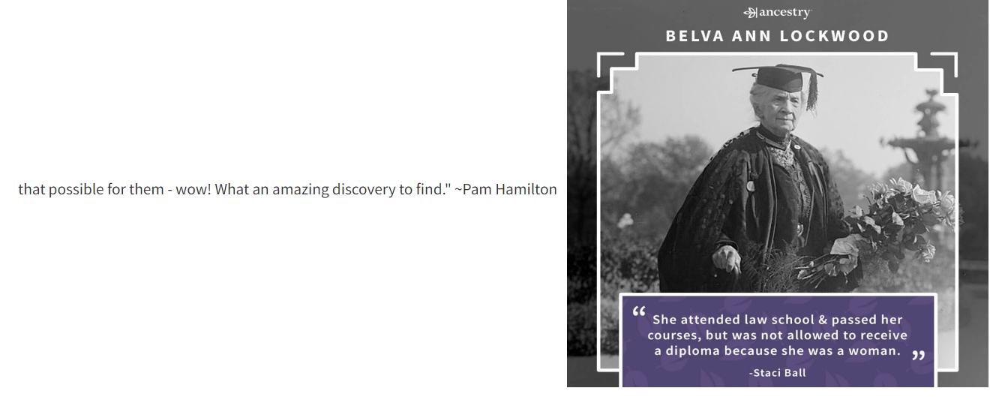 that possible for them - wow! What an amazing discovery to find." ~Pam Hamilton
ancestry
BELVA ANN LOCKWOOD
“ She attended law school & passed her
courses, but was not allowed to receive
a diploma because she was a woman. ”
-Staci Ball